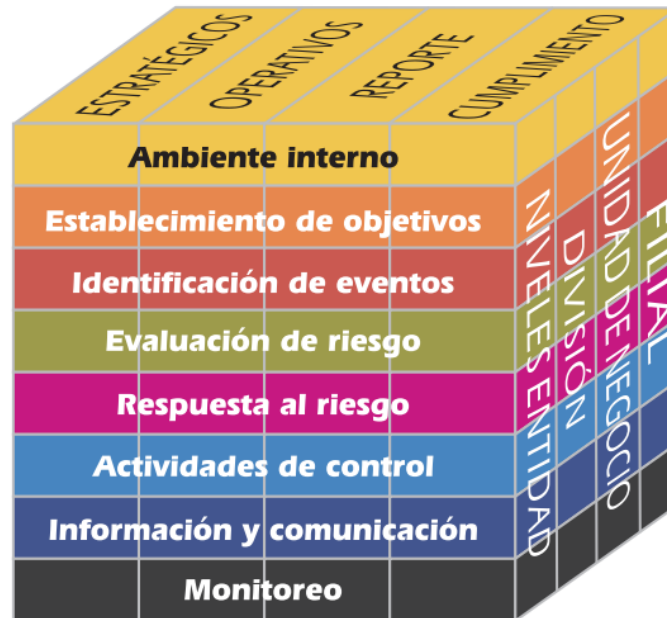 ESTRATÉGICOS
OPERATIVOS
REPORTE
CUMPLIMIENTO
Ambiente interno
Establecimiento de objetivos
Identificación de eventos
Evaluación de riesgo
Respuesta al riesgo
Actividades de control
Información y comunicación
Monitoreo
NIVELES ENTIDAD
DIVISIÓN
UNIDAD DE NEGOCIO
FILIAL